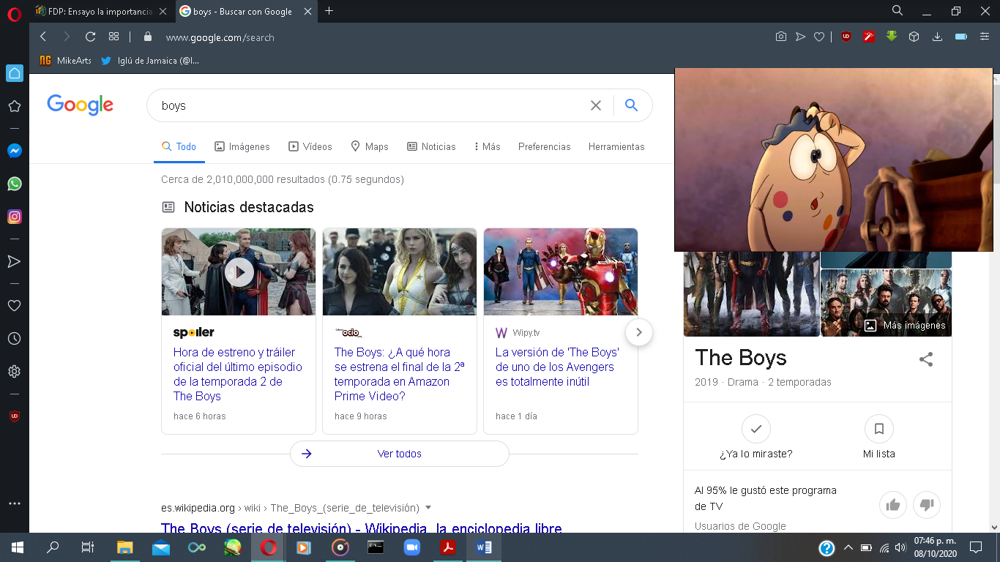 FDP: Ensayo la importancia
boys - Buscar con Google
www.google.com/search
MikeArts
Iglú de Jamaica (@I...
Google
boys
Todo
Imágenes
Vídeos
Maps
Noticias
Más
Preferencias
Herramientas
Cerca de 2,010,000,000 resultados (0.75 segundos)
Noticias destacadas
spoiler
Hora de estreno y tráiler
oficial del último episodio
de la temporada 2 de
The Boys
hace 6 horas
ocio
The Boys: ¿A qué hora
se estrena el final de la 2ª
temporada en Amazon
Prime Video?
hace 9 horas
Wipy.tv
La versión de 'The Boys'
de uno de los Avengers
es totalmente inútil
hace 1 día
Ver todos
es.wikipedia.org › wiki › The_Boys_(serie_de_televisión)
The Boys (serie de televisión) - Wikipedia, la enciclopedia libre
Más imágenes
The Boys
2019 · Drama · 2 temporadas
¿Ya lo miraste?
Mi lista
Al 95% le gustó este programa
de TV
Usuarios de Google
07:46 p. m.
08/10/2020